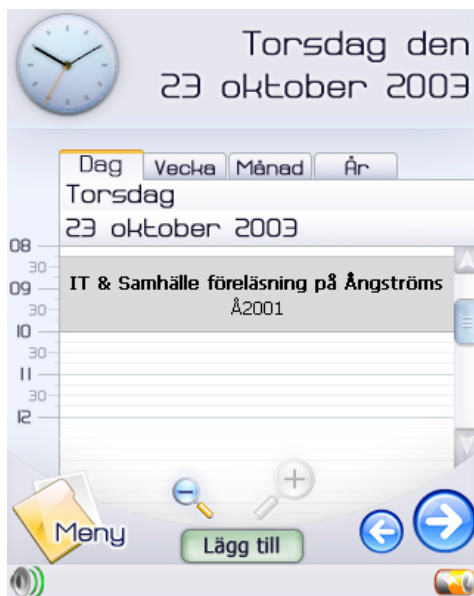 Torsdag den
23 oktober 2003
Dag Vecka Månad År
Torsdag
23 oktober 2003
08
30
09
30
10
30
11
30
12
IT & Samhälle föreläsning på Ångströms
Å2001
Meny
Lägg till